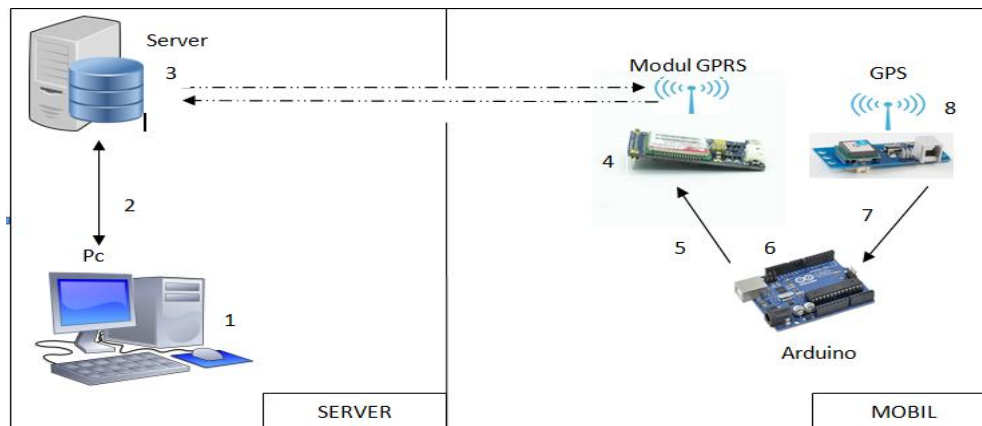 Server
3
2
Pc
1
SERVER
Modul GPRS
4
GPS
8
5
6
7
Arduino
MOBIL